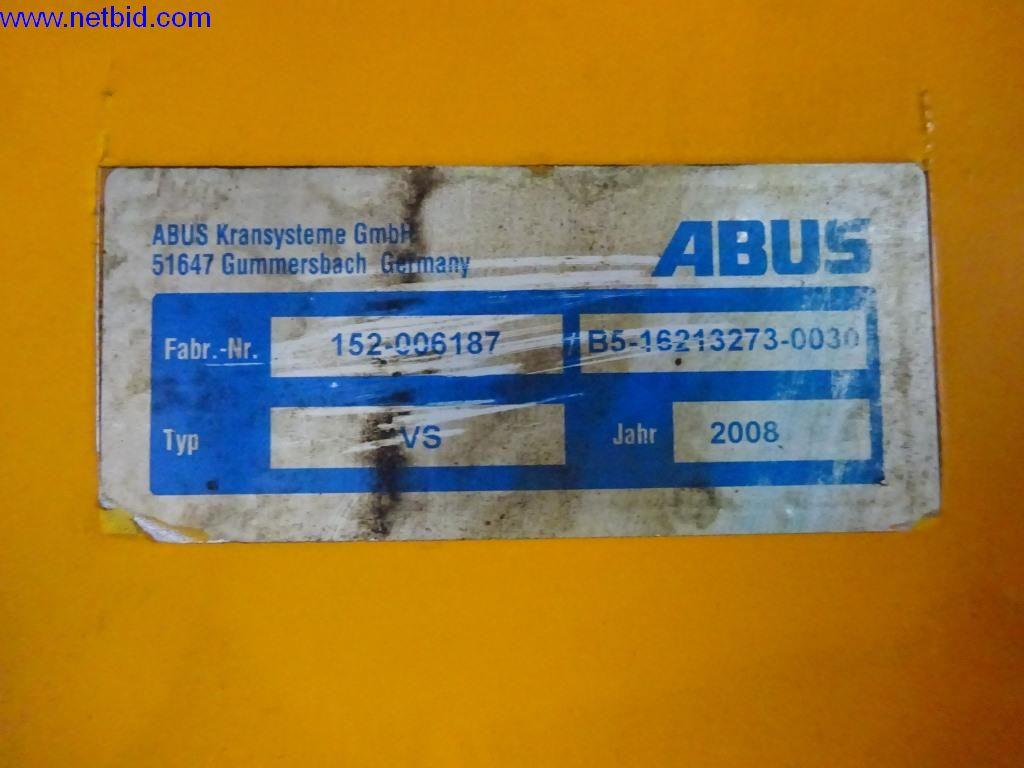 www.netbid.com
ABUS Kransysteme GmbH
51647 Gummersbach Germany
ABUS
Fabr.-Nr. 152-006187 / B5-16213273-0030
Typ VS Jahr 2008